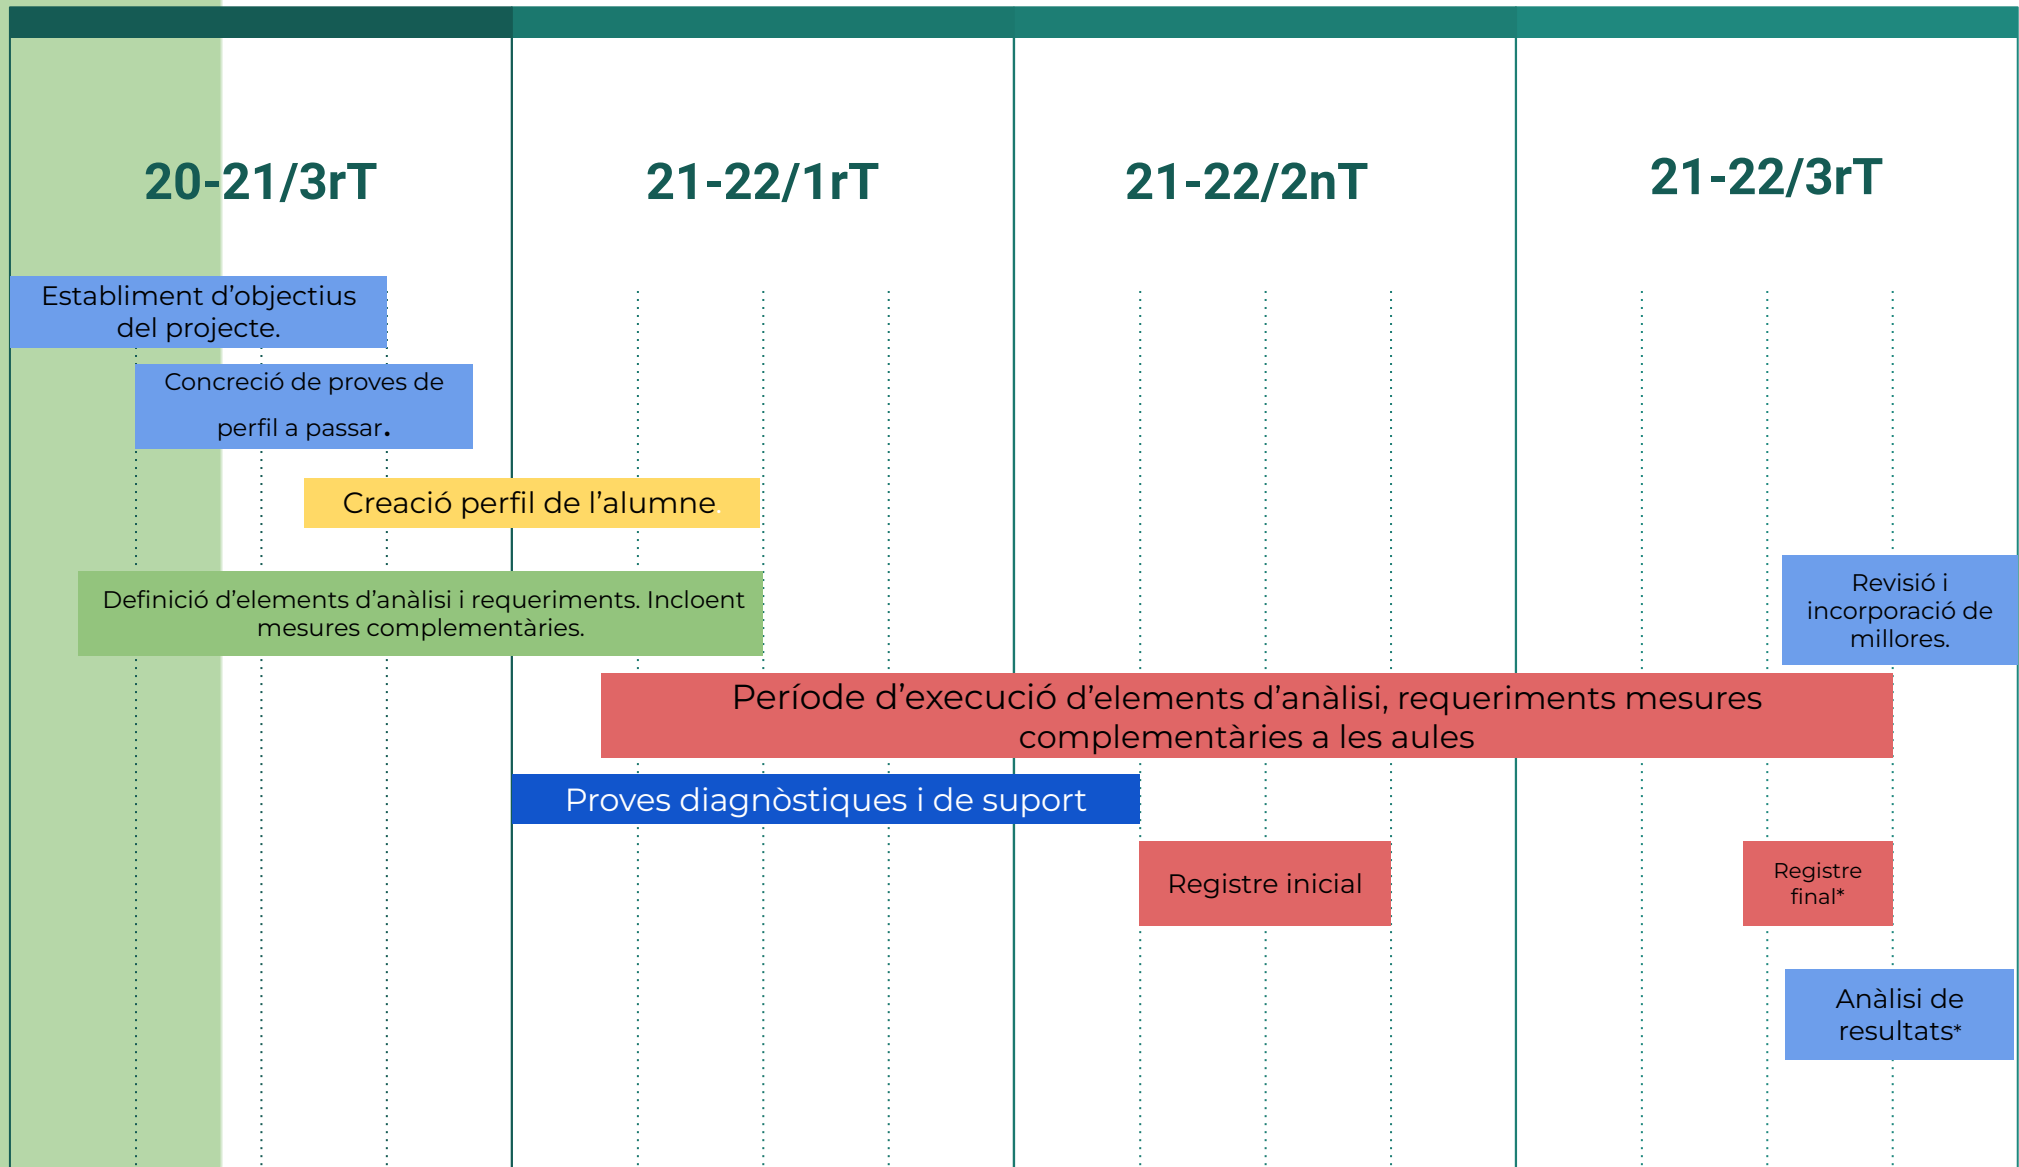 20-21/3rT
21-22/1rT
21-22/2nT
21-22/3rT
Establiment d’objectius
del projecte.
Concreció de proves de
perfil a passar.
Creació perfil de l’alumne.
Definició d’elements d’anàlisi i requeriments. Incloent
mesures complementàries.
Revisió i
incorporació de
millores.
Període d’execució d’elements d’anàlisi, requeriments mesures
complementàries a les aules
Proves diagnòstiques i de suport
Registre inicial
Registre
final*
Anàlisi de
resultats*